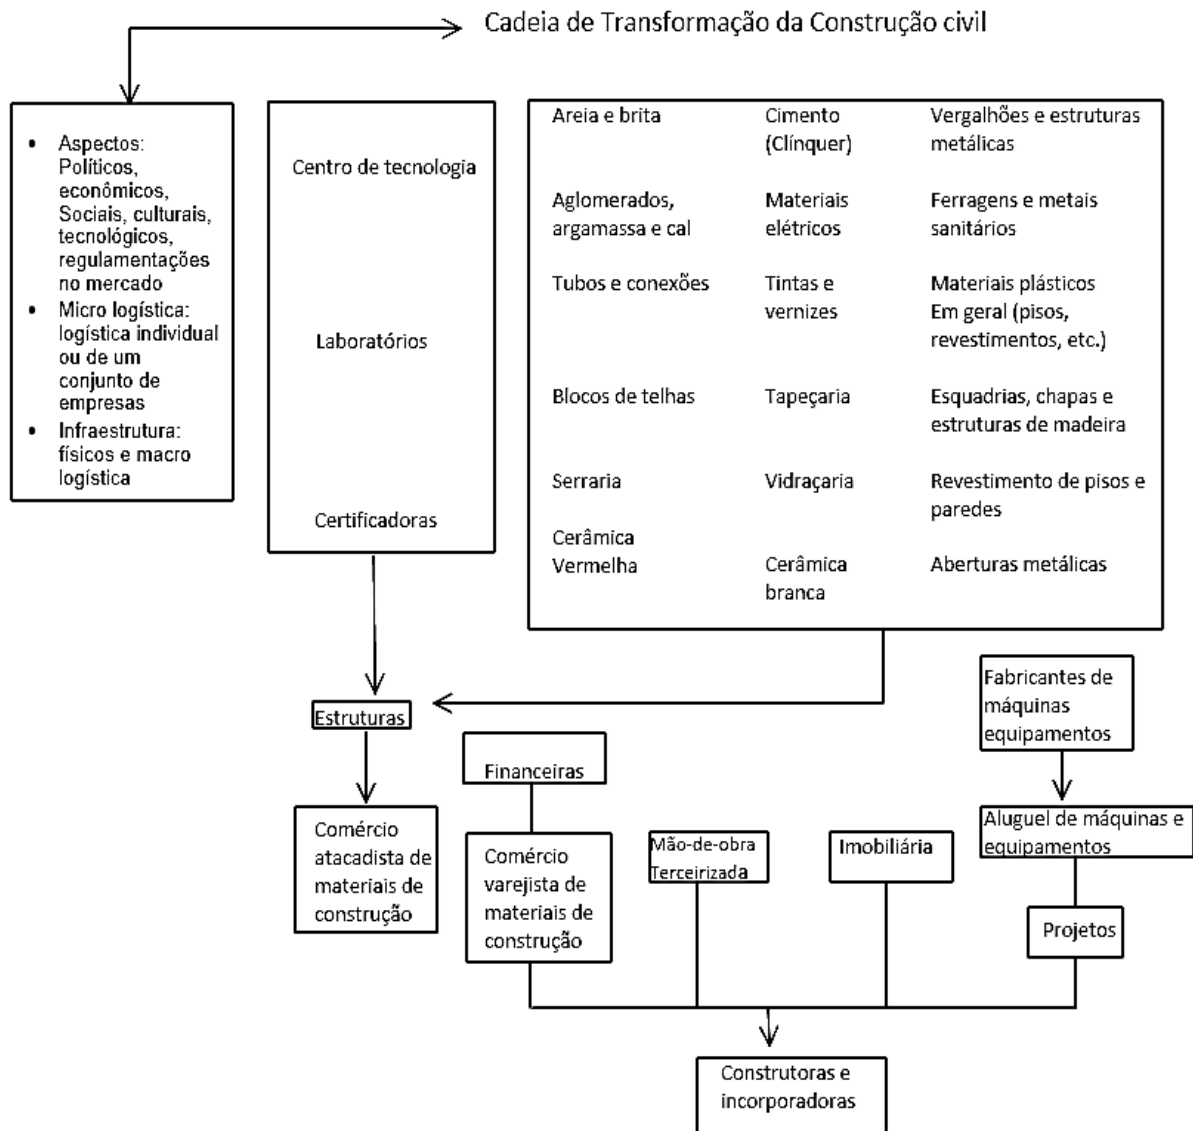 Cadeia de Transformação da Construção civil
• Aspectos:
Políticos,
econômicos,
Sociais, culturais,
tecnológicos,
regulamentações
no mercado
• Micro logística:
logística individual
ou de um
conjunto de
empresas
• Infraestrutura:
físicos e macro
logística
Centro de tecnologia
Laboratórios
Certificadoras
Areia e brita
Cimento
(Clínquer)
Vergalhões e estruturas
metálicas
Aglomerados,
argamassa e cal
Materiais
elétricos
Ferragens e metais
sanitários
Tubos e conexões
Tintas e
vernizes
Materiais plásticos
Em geral (pisos,
revestimentos, etc.)
Blocos de telhas
Tapeçaria
Esquadrias, chapas e
estruturas de madeira
Serraria
Vidraçaria
Revestimento de pisos e
paredes
Cerâmica
Vermelha
Cerâmica
branca
Aberturas metálicas
Estruturas
Fabricantes de
máquinas
equipamentos
Financeiras
Comércio
atacadista de
materiais de
construção
Comércio
varejista de
materiais de
construção
Mão-de-obra
Terceirizada
Imobiliária
Aluguel de máquinas e
equipamentos
Projetos
Construtoras e
incorporadoras